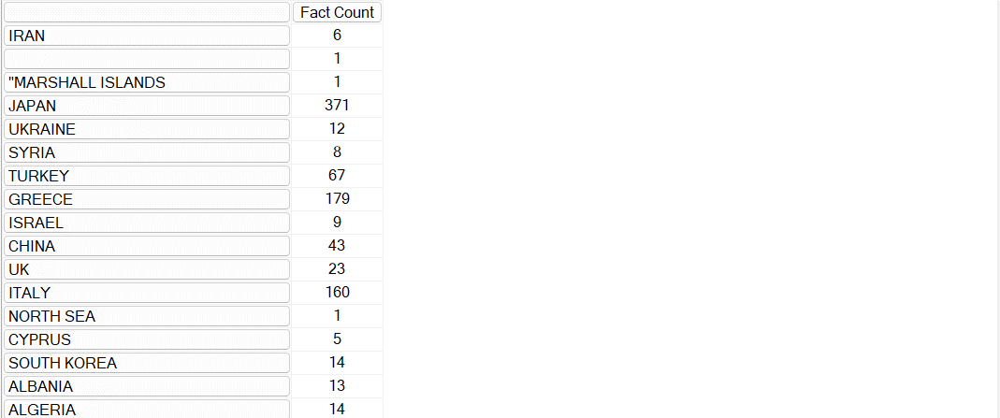 Fact Count
IRAN 6
1
"MARSHALL ISLANDS 1
JAPAN 371
UKRAINE 12
SYRIA 8
TURKEY 67
GREECE 179
ISRAEL 9
CHINA 43
UK 23
ITALY 160
NORTH SEA 1
CYPRUS 5
SOUTH KOREA 14
ALBANIA 13
ALGERIA 14